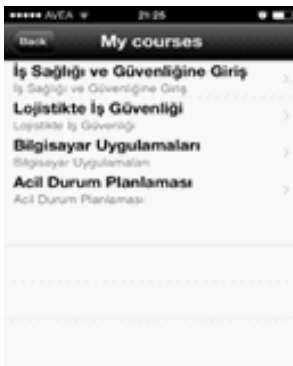 AVEA 21:25
Back My courses
İş Sağlığı ve Güvenliğine Giriş
İş Sağlığı ve Güvenliğine Giriş
Lojistikte İş Güvenliği
Lojistikte İş Güvenliği
Bilgisayar Uygulamaları
Bilgisayar Uygulamaları
Acil Durum Planlaması
Acil Durum Planlaması